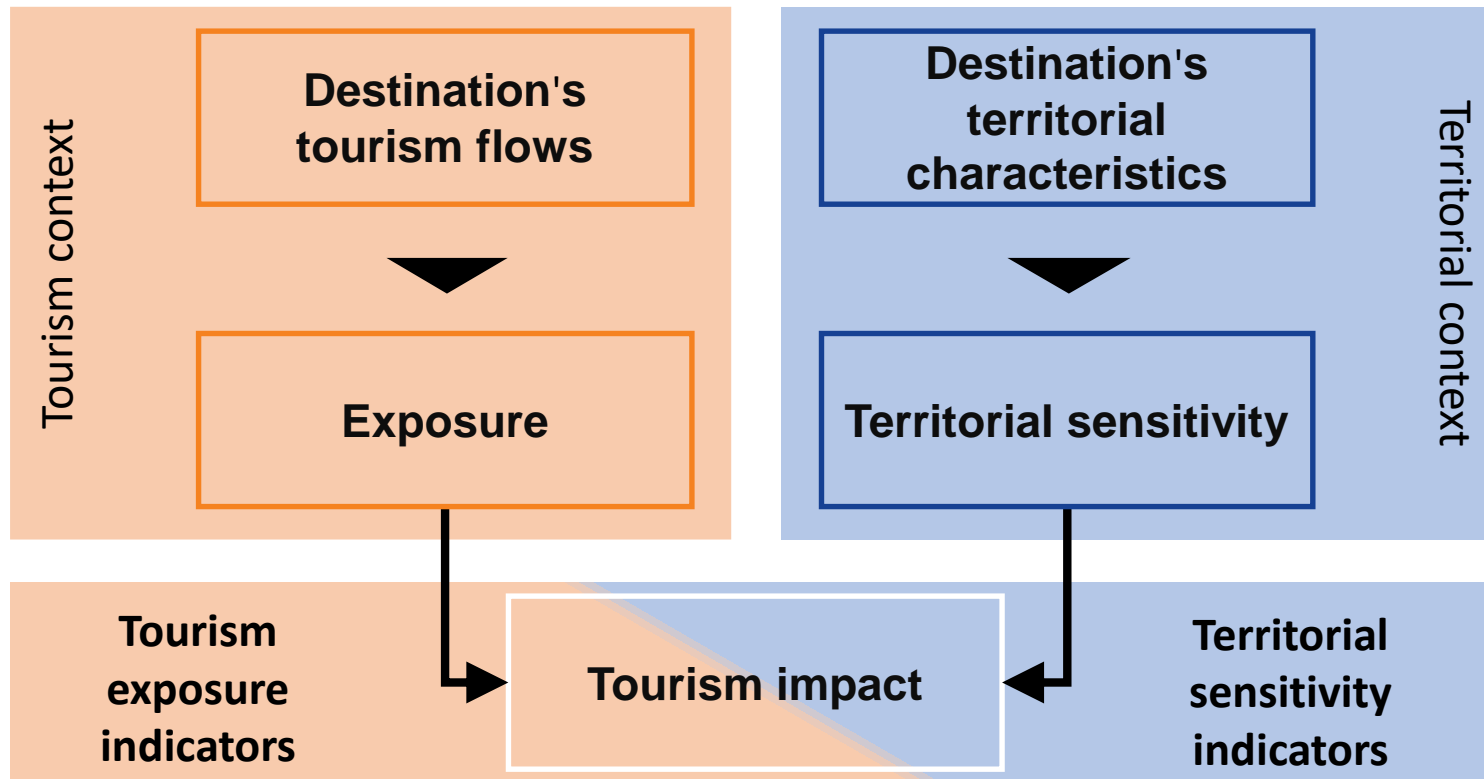 Tourism context
Destination's
tourism flows
Exposure
Destination's
territorial
characteristics
Territorial sensitivity
Territorial context
Tourism
exposure
indicators
Tourism impact
Territorial
sensitivity
indicators